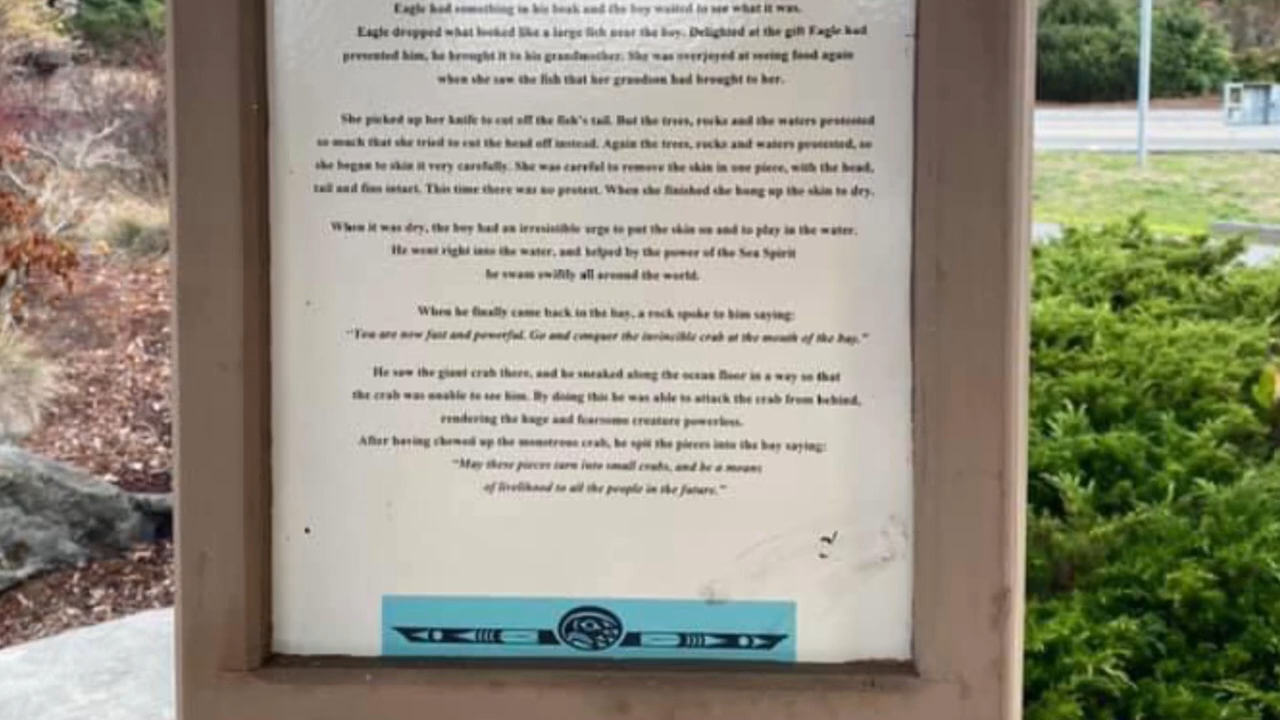 Eagle had something in his beak and the boy waited to see what it was.
Eagle dropped what looked like a large fish near the boy. Delighted at the gift Eagle had
presented him, he brought it to his grandmother. She was overjoyed at seeing food again
when she saw the fish that her grandson had brought to her.
She picked up her knife to cut off the fish's tail. But the trees, rocks and the waters protested
so much that she tried to cut the head off instead. Again the trees, rocks and waters protested, so
she began to skin it very carefully. She was careful to remove the skin in one piece, with the head,
tail and fins intact. This time there was no protest. When she finished she hung up the skin to dry.
When it was dry, the boy had an irresistible urge to put the skin on and to play in the water.
He went right into the water, and helped by the power of the Sea Spirit
he swam swiftly all around the world.
When he finally came back to the bay, a rock spoke to him saying:
"You are now fast and powerful. Go and conquer the invincible crab at the mouth of the bay."
He saw the giant crab there, and he sneaked along the ocean floor in a way so that
the crab was unable to see him. By doing this he was able to attack the crab from behind,
rendering the huge and fearsome creature powerless.
After having chewed up the monstrous crab, he spit the pieces into the bay saying:
"May these pieces turn into small crabs, and be a means
of livelihood to all the people in the future."